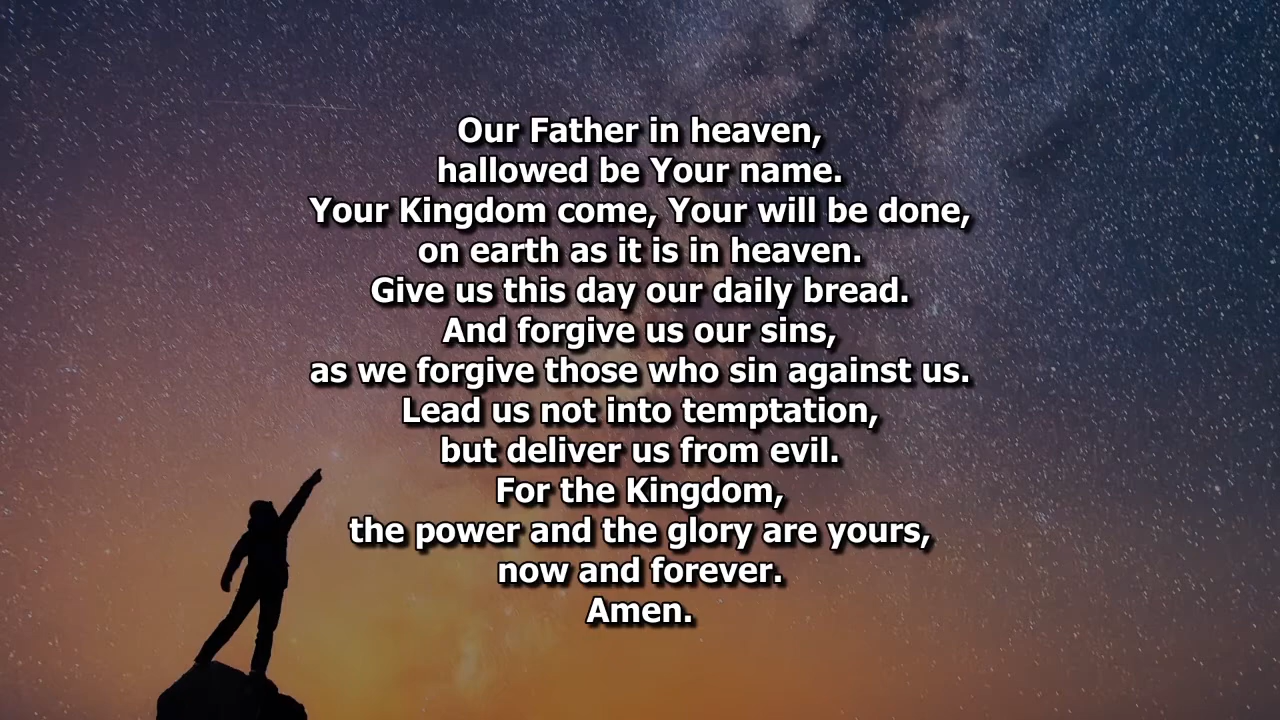 Our Father in heaven,
hallowed be Your name.
Your Kingdom come, Your will be done,
on earth as it is in heaven.
Give us this day our daily bread.
And forgive us our sins,
as we forgive those who sin against us.
Lead us not into temptation,
but deliver us from evil.
For the Kingdom,
the power and the glory are yours,
now and forever.
Amen.